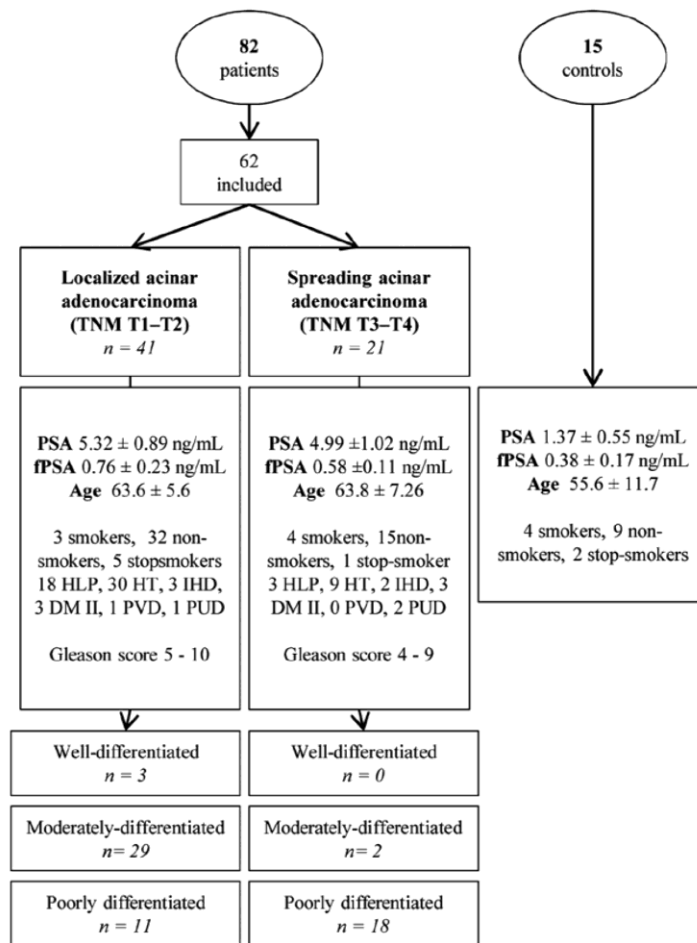 82
patients
15
controls
62
included
Localized acinar
adenocarcinoma
(TNM T1–T2)
n = 41
Spreading acinar
adenocarcinoma
(TNM T3–T4)
n = 21
PSA 5.32 ± 0.89 ng/mL
fPSA 0.76 ± 0.23 ng/mL
Age 63.6 ± 5.6
3 smokers, 32 non-
smokers, 5 stopsmokers
18 HLP, 30 HT, 3 IHD,
3 DM II, 1 PVD, 1 PUD
Gleason score 5 - 10
PSA 4.99 ±1.02 ng/mL
fPSA 0.58 ±0.11 ng/mL
Age 63.8 ± 7.26
4 smokers, 15non-
smokers, 1 stop-smoker
3 HLP, 9 HT, 2 IHD, 3
DM II, 0 PVD, 2 PUD
Gleason score 4 - 9
PSA 1.37 ± 0.55 ng/mL
fPSA 0.38 ± 0.17 ng/mL
Age 55.6 ± 11.7
4 smokers, 9 non-
smokers, 2 stop-smokers
Well-differentiated
n = 3
Well-differentiated
n = 0
Moderately-differentiated
n= 29
Moderately-differentiated
n= 2
Poorly differentiated
n = 11
Poorly differentiated
n = 18